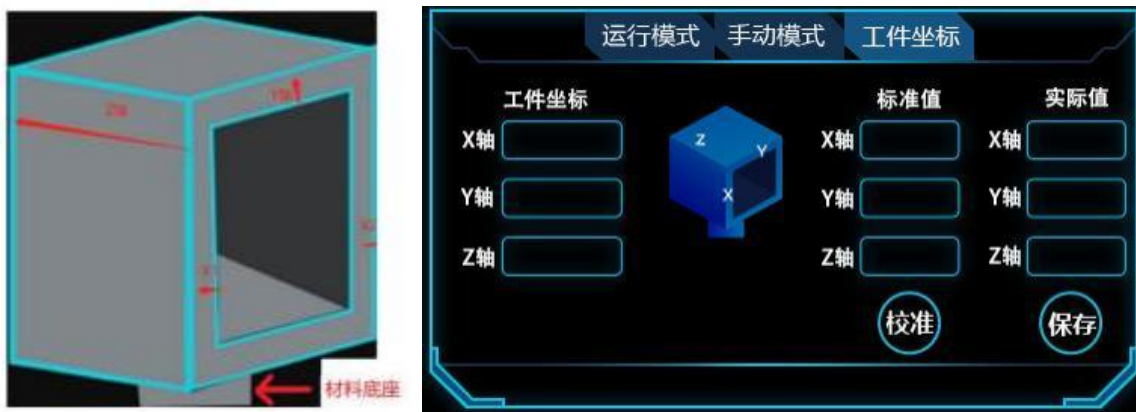 材料底座
运行模式 手动模式 工件坐标
工件坐标 标准值 实际值
Z
Y
X
X轴 X轴 X轴
Y轴 Y轴 Y轴
Z轴 Z轴 Z轴
校准 保存